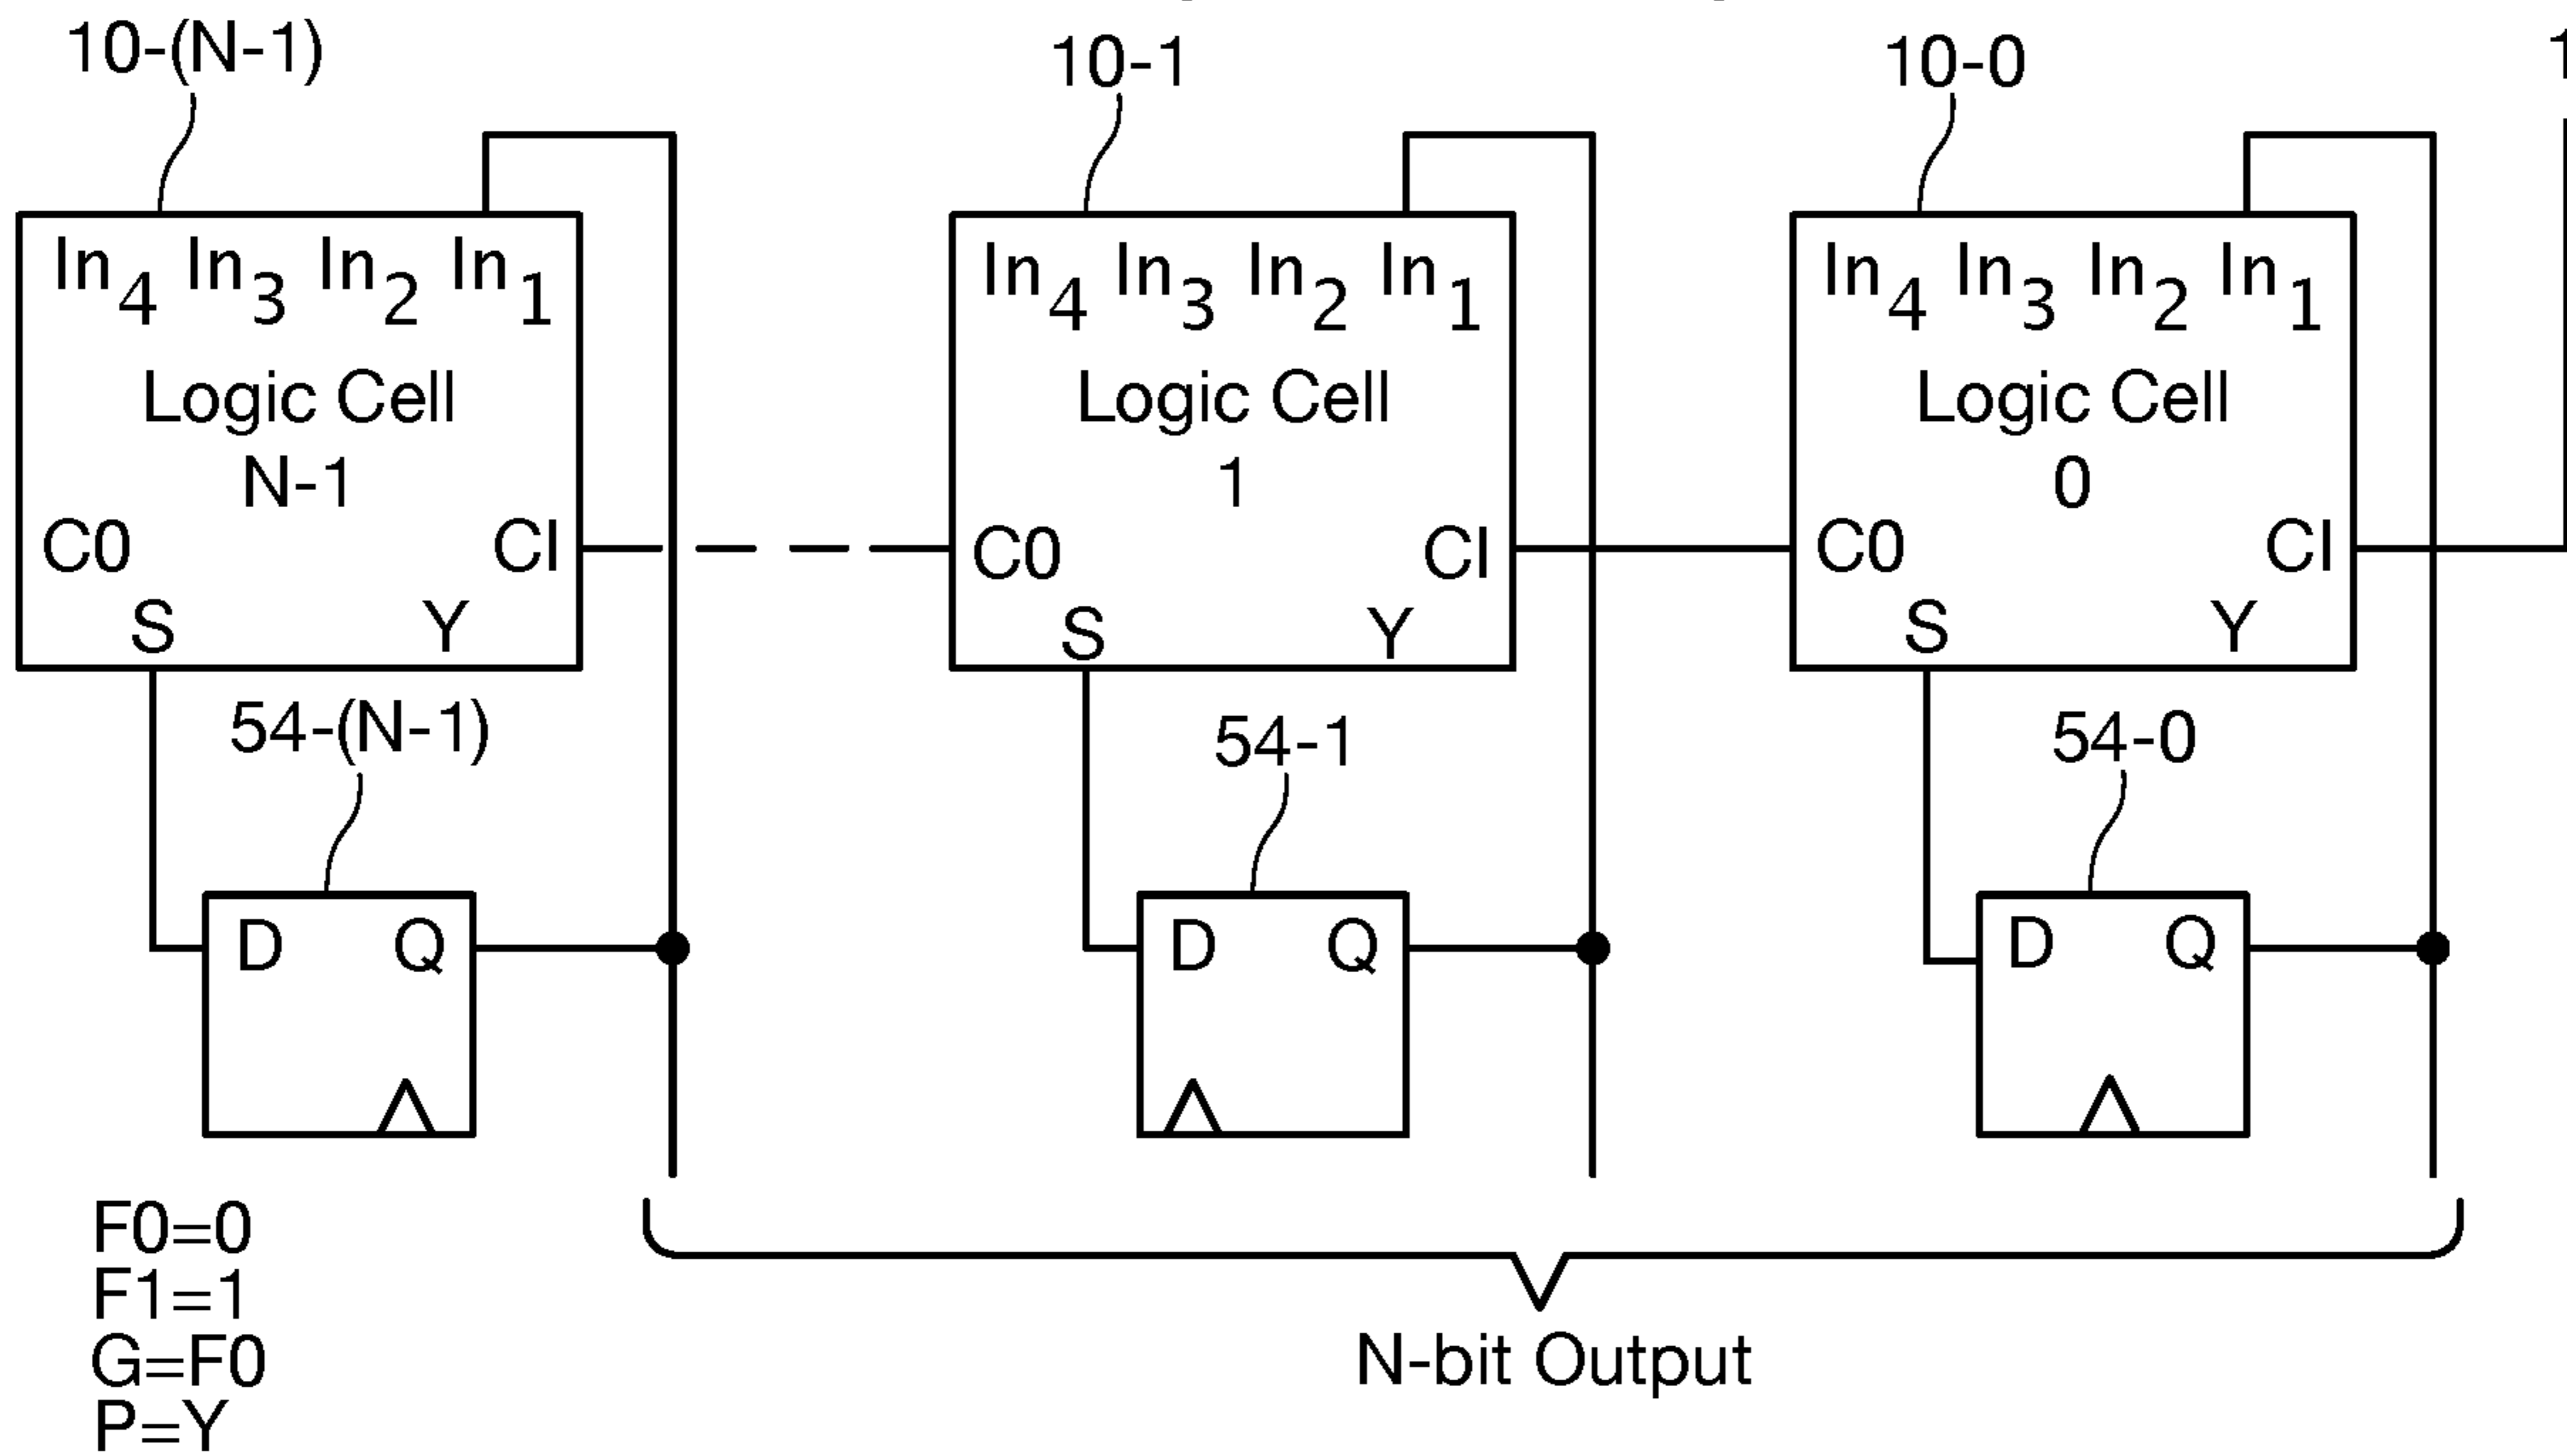 10-(N-1)
10-1
10-0
1
In4 In3 In2 In1
Logic Cell
N-1
C0 CI
S Y
In4 In3 In2 In1
Logic Cell
1
C0 CI
S Y
In4 In3 In2 In1
Logic Cell
0
C0 CI
S Y
54-(N-1)
54-1
54-0
D Q
D Q
D Q
F0=0
F1=1
G=F0
P=Y
N-bit Output